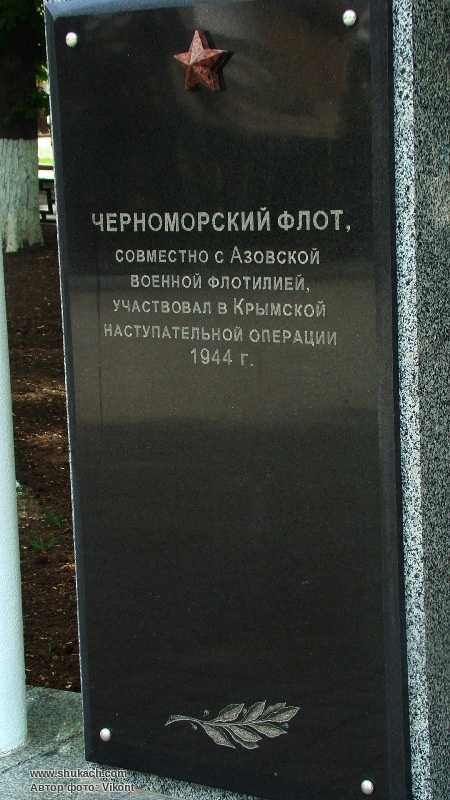 ЧЕРНОМОРСКИЙ ФЛОТ,
СОВМЕСТНО С АЗОВСКОЙ
ВОЕННОЙ ФЛОТИЛИЕЙ,
УЧАСТВОВАЛ В КРЫМСКОЙ
НАСТУПАТЕЛЬНОЙ ОПЕРАЦИИ
1944 г.
www.shukach.com
Автор фото: Vikont